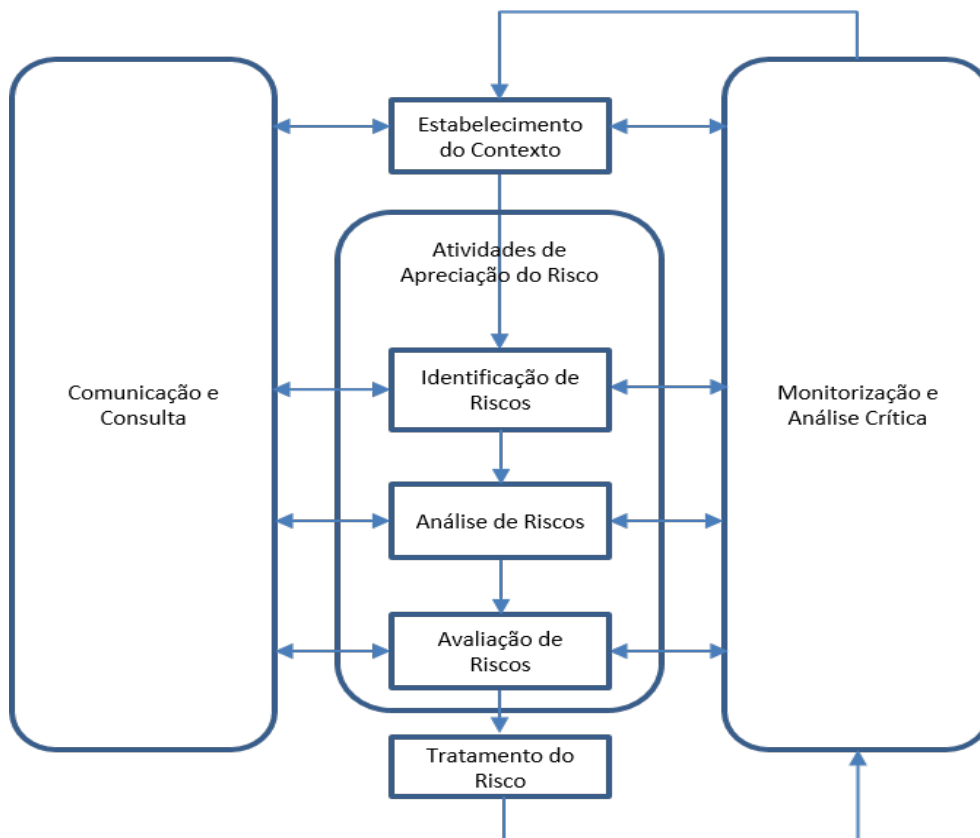 Estabelecimento
do Contexto
Atividades de
Apreciação do Risco
Comunicação e
Consulta
Identificação de
Riscos
Monitorização e
Análise Crítica
Análise de Riscos
Avaliação de
Riscos
Tratamento do
Risco